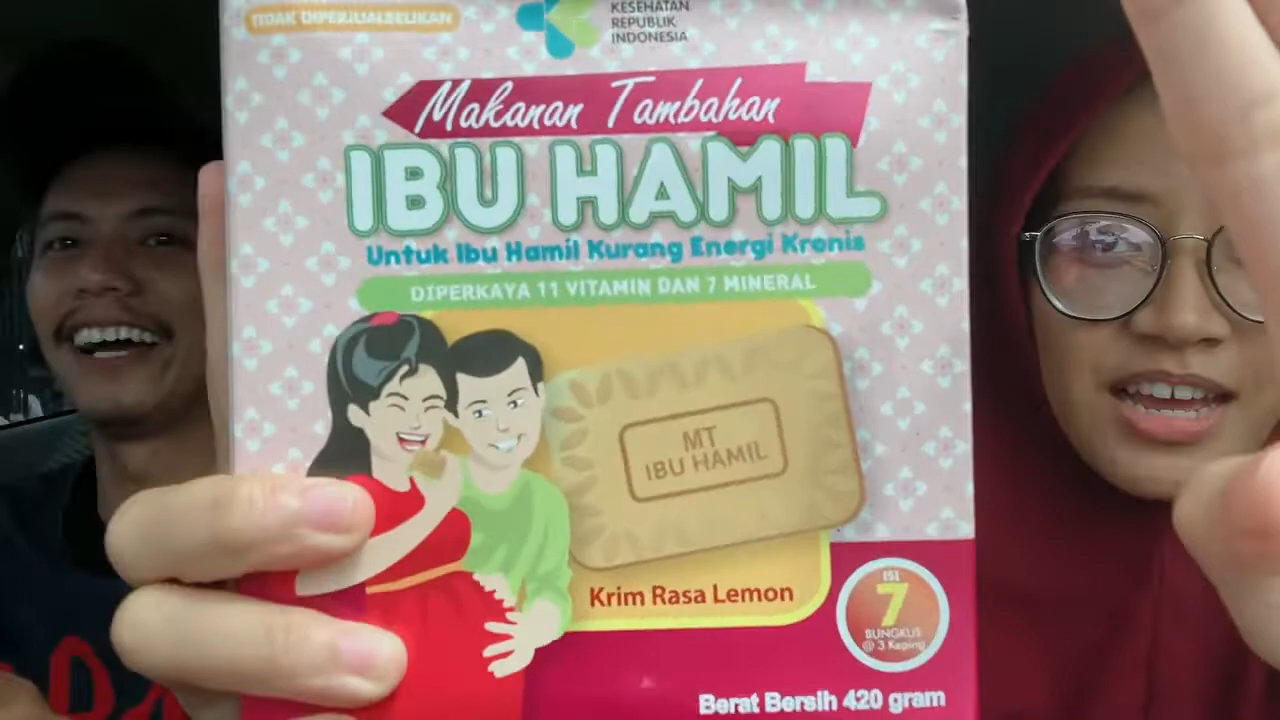 TIDAK DIPERJUALBELIKAN
KESEHATAN
REPUBLIK
INDONESIA
Makanan Tambahan
IBU HAMIL
Untuk Ibu Hamil Kurang Energi Kronis
DIPERKAYA 11 VITAMIN DAN 7 MINERAL
MT
IBU HAMIL
Krim Rasa Lemon
ISI
7
BUNGKUS
@ 3 Keping
Berat Bersih 420 gram